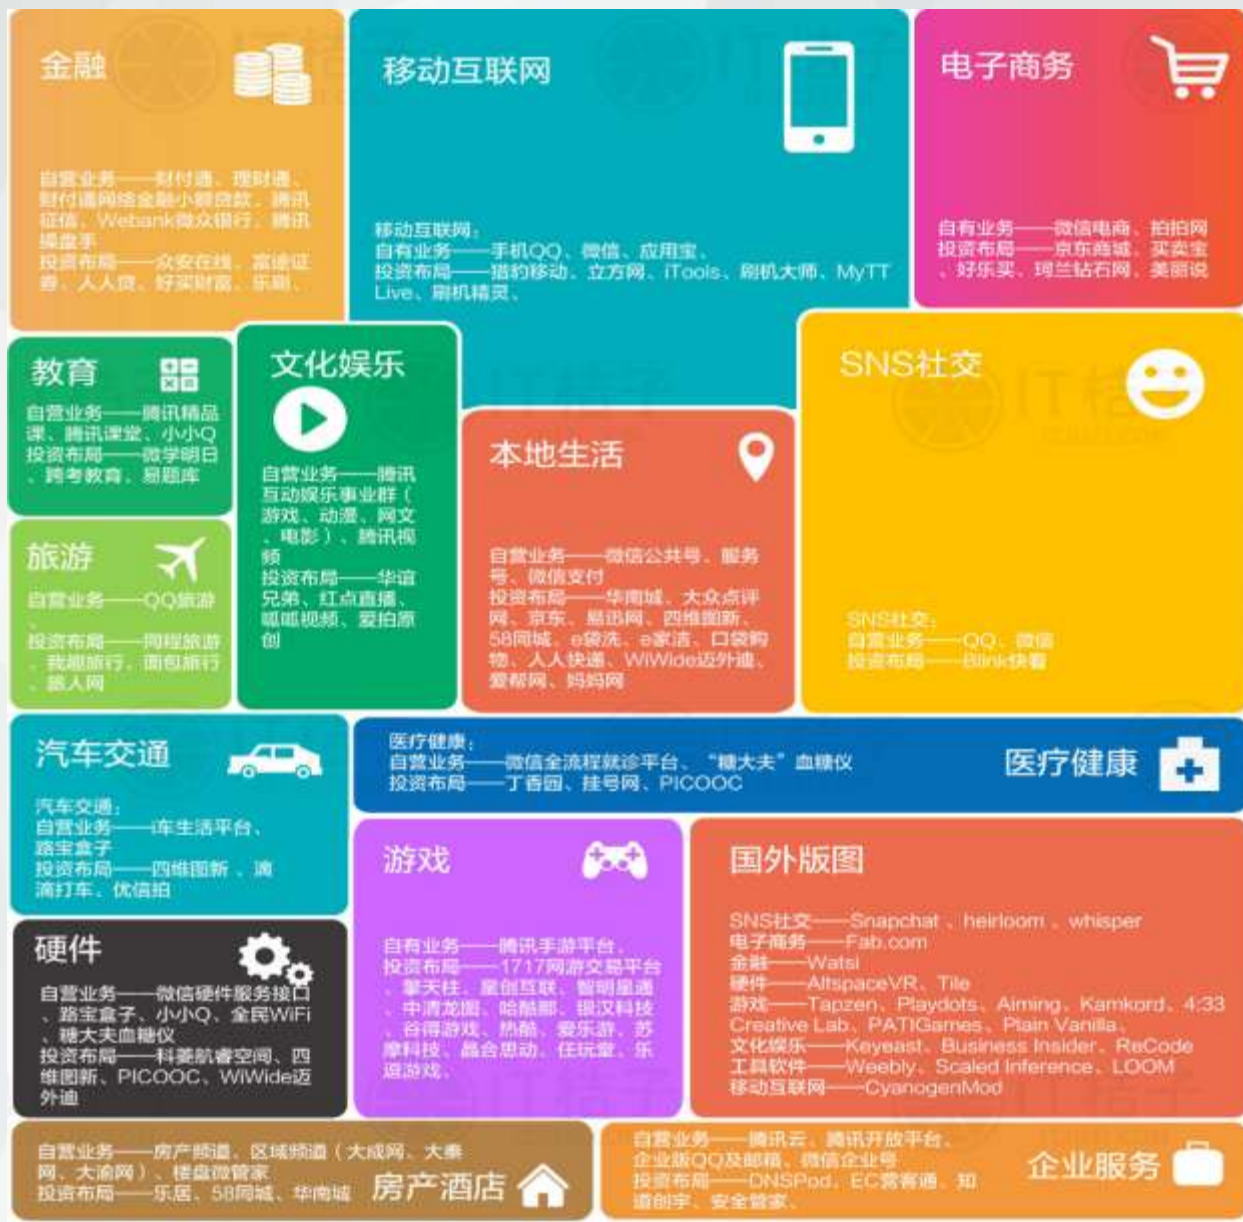 金融
自营业务——财付通、理财通、
财付通网络金融小额贷款、腾讯
征信、Webank微众银行、腾讯
操盘手
投资布局——众安在线、富途证
券、人人贷、好买财富、乐刷、
移动互联网
移动互联网：
自有业务——手机QQ、微信、应用宝、
投资布局——猎豹移动、立方网、iTools、刷机大师、MyTT
Live、刷机精灵、
电子商务
自有业务——微信电商、拍拍网
投资布局——京东商城、买卖宝
、好乐买、珂兰钻石网、美丽说
教育
自营业务——腾讯精品
课、腾讯课堂、小小Q
投资布局——微学明日
、跨考教育、易题库
文化娱乐
自营业务——腾讯
互动娱乐事业群（
游戏、动漫、网文
、电影）、腾讯视
频
投资布局——华谊
兄弟、红点直播、
呱呱视频、爱拍原
创
SNS社交
SNS社交：
自营业务——QQ、微信
投资布局——Blink快看
本地生活
自营业务——微信公共号、服务
号、微信支付
投资布局——华南城、大众点评
网、京东、易迅网、四维图新、
58同城、e袋洗、e家洁、口袋购
物、人人快递、WiWide迈外迪、
爱帮网、妈妈网
旅游
自营业务——QQ旅游
、
投资布局——同程旅游
、我趣旅行、面包旅行
、旅人网
汽车交通
汽车交通：
自营业务——i车生活平台、
路宝盒子
投资布局——四维图新 、滴
滴打车、优信拍
医疗健康：
自营业务——微信全流程就诊平台、“糖大夫”血糖仪
投资布局——丁香园、挂号网、PICOOC
医疗健康
硬件
自营业务——微信硬件服务接口
、路宝盒子、小小Q、全民WiFi
、糖大夫血糖仪
投资布局——科菱航睿空间、四
维图新、PICOOC、WiWide迈
外迪
游戏
自有业务——腾讯手游平台、
投资布局——1717网游交易平台
、擎天柱、星创互联、智明星通
、中清龙图、哈酷那、银汉科技
、谷得游戏、热酷、爱乐游、苏
摩科技、晶合思动、任玩堂、乐
逗游戏、
国外版图
SNS社交——Snapchat 、heirloom 、whisper
电子商务——Fab.com
金融——Watsi
硬件——AltspaceVR、Tile
游戏——Tapzen、Playdots、Aiming、Kamkord、4:33
Creative Lab、PATIGames、Plain Vanilla、
文化娱乐——Keyeast、Business Insider、ReCode
工具软件——Weebly、Scaled Inference、LOOM
移动互联网——CyanogenMod
自营业务——房产频道、区域频道（大成网、大秦
网、大渝网）、楼盘微管家
投资布局——乐居、58同城、华南城
房产酒店
自营业务——腾讯云、腾讯开放平台、
企业版QQ及邮箱、微信企业号
投资布局——DNSPod、EC营客通、知
道创宇、安全管家、
企业服务